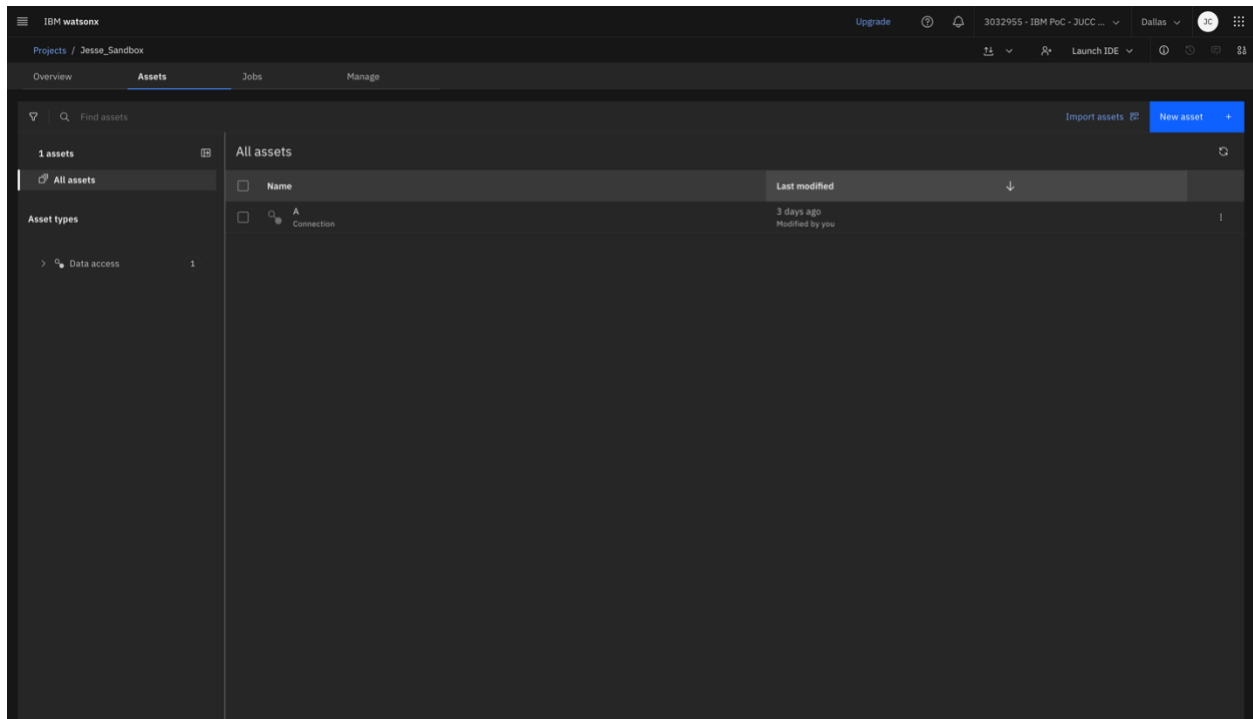 IBM watsonx
Upgrade
3032955 - IBM PoC - JUCC ...
Dallas
JC
Projects / Jesse_Sandbox
Launch IDE
Overview
Assets
Jobs
Manage
Find assets
Import assets
New asset +
1 assets
All assets
Asset types
Data access 1
All assets
Name
Last modified
A
Connection
3 days ago
Modified by you